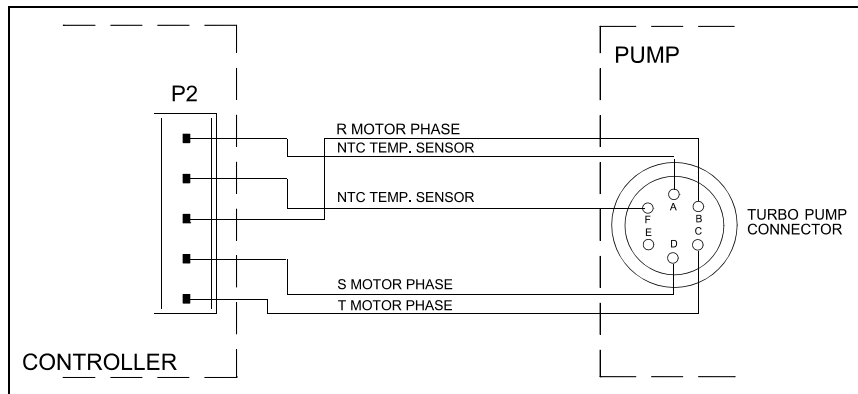 PUMP
P2
R MOTOR PHASE
NTC TEMP. SENSOR
NTC TEMP. SENSOR
A
F
B
E
D
C
TURBO PUMP
CONNECTOR
S MOTOR PHASE
T MOTOR PHASE
CONTROLLER